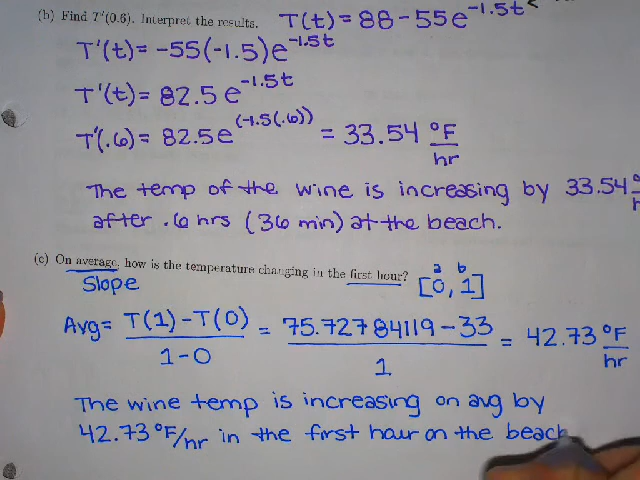 (b) Find T'(0.6). Interpret the results. T(t) = 88 - 55e^-1.5t
T'(t) = -55(-1.5)e^-1.5t
T'(t) = 82.5 e^-1.5t
T'(.6) = 82.5e^(-1.5(.6)) = 33.54 °F/hr
The temp of the wine is increasing by 33.54
after .6 hrs (36 min) at the beach.
(c) On average, how is the temperature changing in the first hour? [0, 1]
a b
Slope
Avg = T(1) - T(0) / 1 - 0 = 75.72784119 - 33 / 1 = 42.73 °F/hr
The wine temp is increasing on avg by
42.73 °F/hr in the first hour on the beach